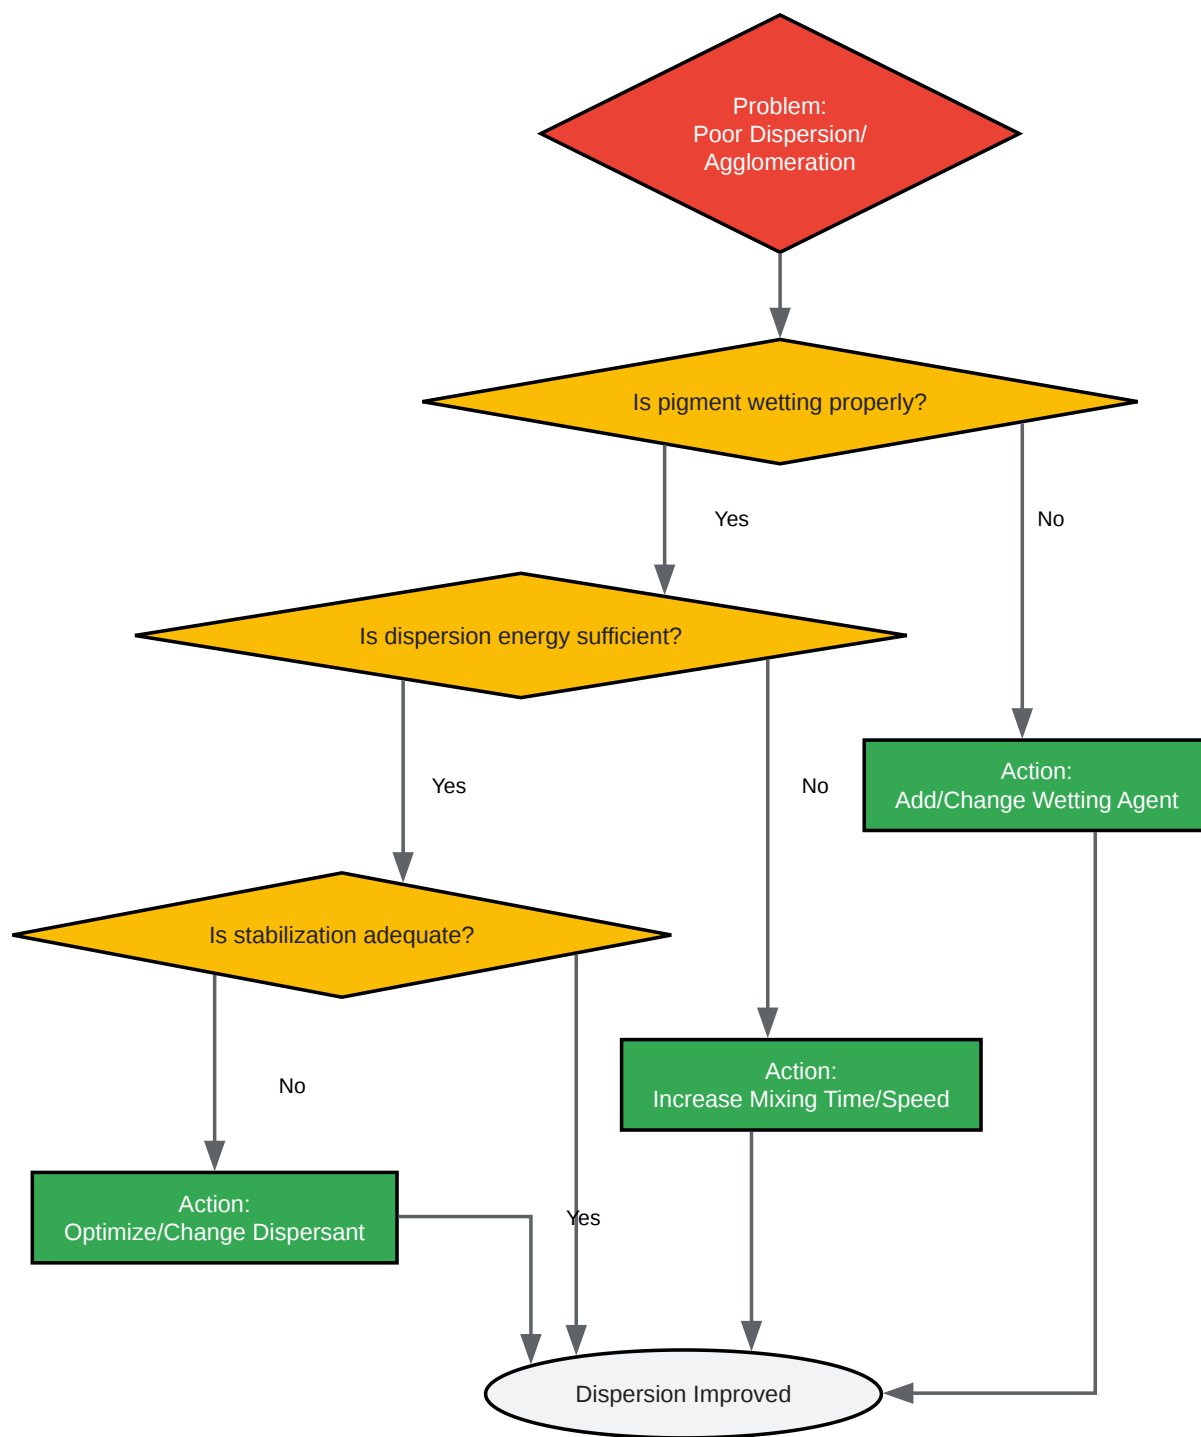 Problem:
Poor Dispersion/
Agglomeration
Is pigment wetting properly?
Yes
No
Is dispersion energy sufficient?
Action:
Add/Change Wetting Agent
Yes
No
Is stabilization adequate?
Action:
Increase Mixing Time/Speed
No
Action:
Optimize/Change Dispersant
Yes
Dispersion Improved